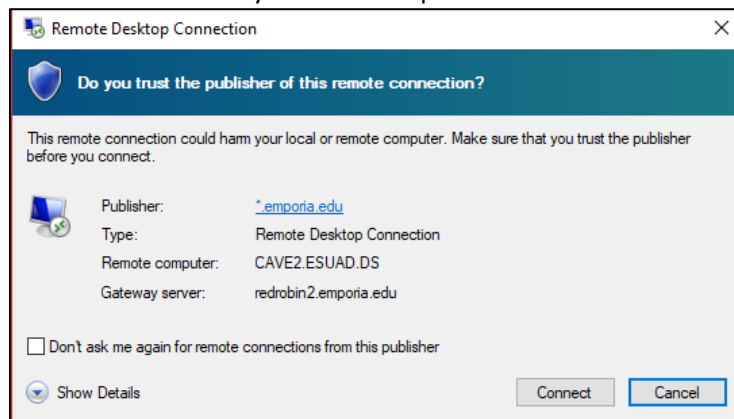 Remote Desktop Connection
Do you trust the publisher of this remote connection?
This remote connection could harm your local or remote computer. Make sure that you trust the publisher
before you connect.
Publisher: *.emporia.edu
Type: Remote Desktop Connection
Remote computer: CAVE2.ESUAD.DS
Gateway server: redrobin2.emporia.edu
Don't ask me again for remote connections from this publisher
Show Details Connect Cancel